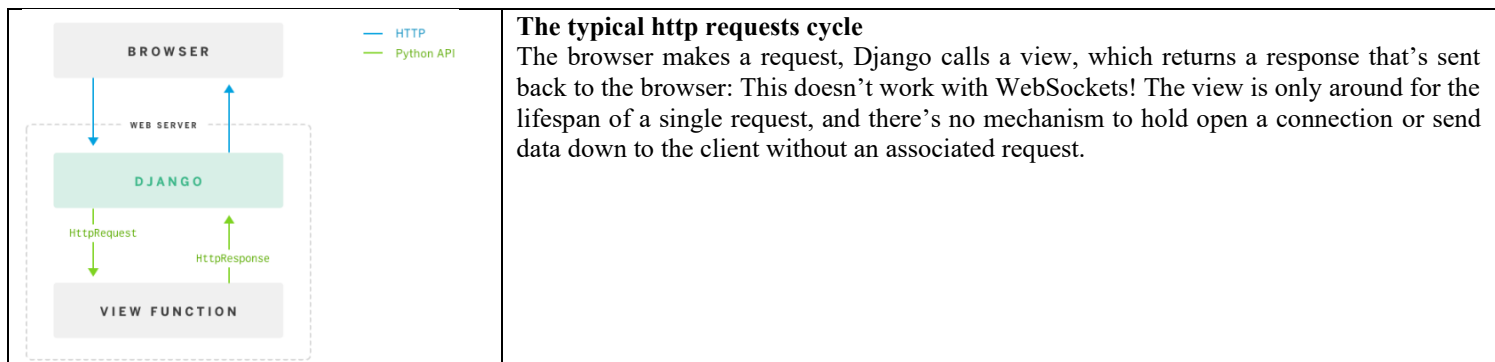 BROWSER
HTTP
Python API
WEB SERVER
DJANGO
HttpRequest
HttpResponse
VIEW FUNCTION
The typical http requests cycle
The browser makes a request, Django calls a view, which returns a response that’s sent
back to the browser: This doesn’t work with WebSockets! The view is only around for the
lifespan of a single request, and there’s no mechanism to hold open a connection or send
data down to the client without an associated request.